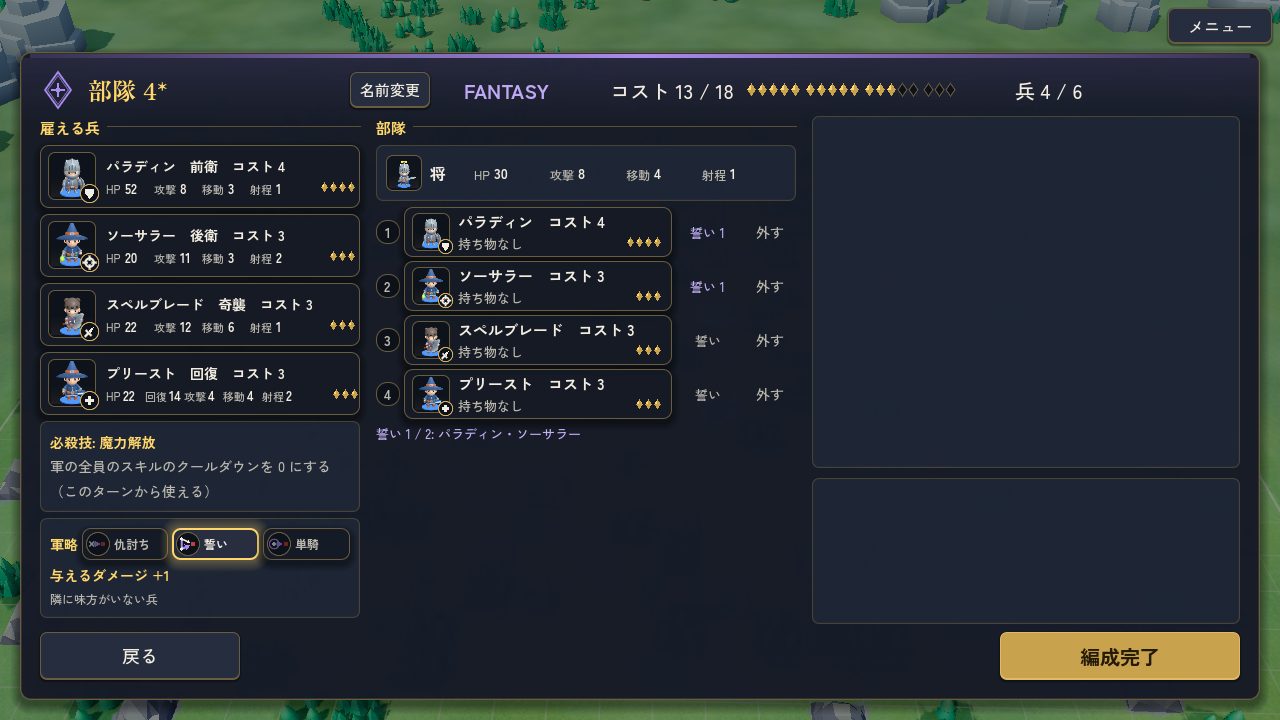 メニュー
部隊 4*
名前変更
FANTASY
コスト 13 / 18
兵 4 / 6
雇える兵
パラディン 前衛 コスト 4
HP 52 攻撃 8 移動 3 射程 1
ソーサラー 後衛 コスト 3
HP 20 攻撃 11 移動 3 射程 2
スペルブレード 奇襲 コスト 3
HP 22 攻撃 12 移動 6 射程 1
プリースト 回復 コスト 3
HP 22 回復 14 攻撃 4 移動 4 射程 2
必殺技: 魔力解放
軍の全員のスキルのクールダウンを 0 にする
（このターンから使える）
軍略 仇討ち 誓い 単騎
与えるダメージ +1
隣に味方がいない兵
戻る
部隊
将 HP 30 攻撃 8 移動 4 射程 1
1 パラディン コスト 4
持ち物なし
誓い 1 外す
2 ソーサラー コスト 3
持ち物なし
誓い 1 外す
3 スペルブレード コスト 3
持ち物なし
誓い 外す
4 プリースト コスト 3
持ち物なし
誓い 外す
誓い 1 / 2: パラディン・ソーサラー
編成完了